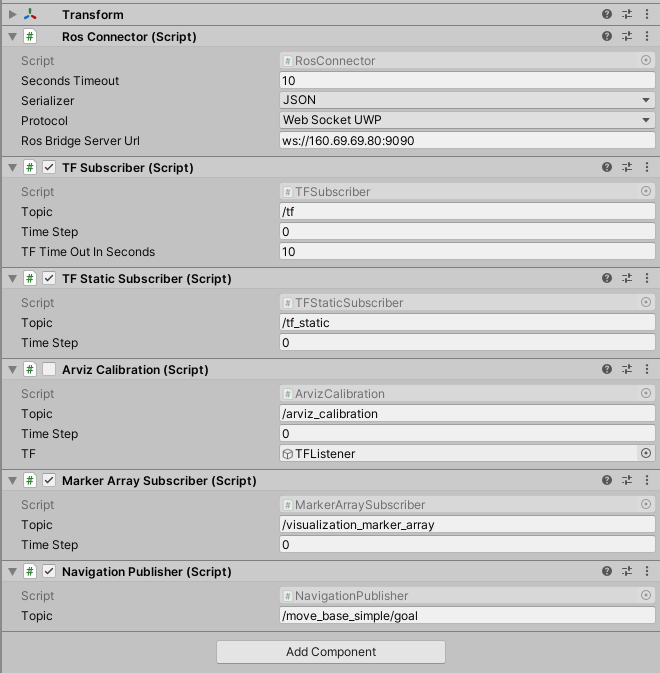 Transform
# Ros Connector (Script)
Script # RosConnector
Seconds Timeout 10
Serializer JSON
Protocol Web Socket UWP
Ros Bridge Server Url ws://160.69.69.80:9090
# TF Subscriber (Script)
Script # TFSubscriber
Topic /tf
Time Step 0
TF Time Out In Seconds 10
# TF Static Subscriber (Script)
Script # TFStaticSubscriber
Topic /tf_static
Time Step 0
# Arviz Calibration (Script)
Script # ArvizCalibration
Topic /arviz_calibration
Time Step 0
TF TFListener
# Marker Array Subscriber (Script)
Script # MarkerArraySubscriber
Topic /visualization_marker_array
Time Step 0
# Navigation Publisher (Script)
Script # NavigationPublisher
Topic /move_base_simple/goal
Add Component